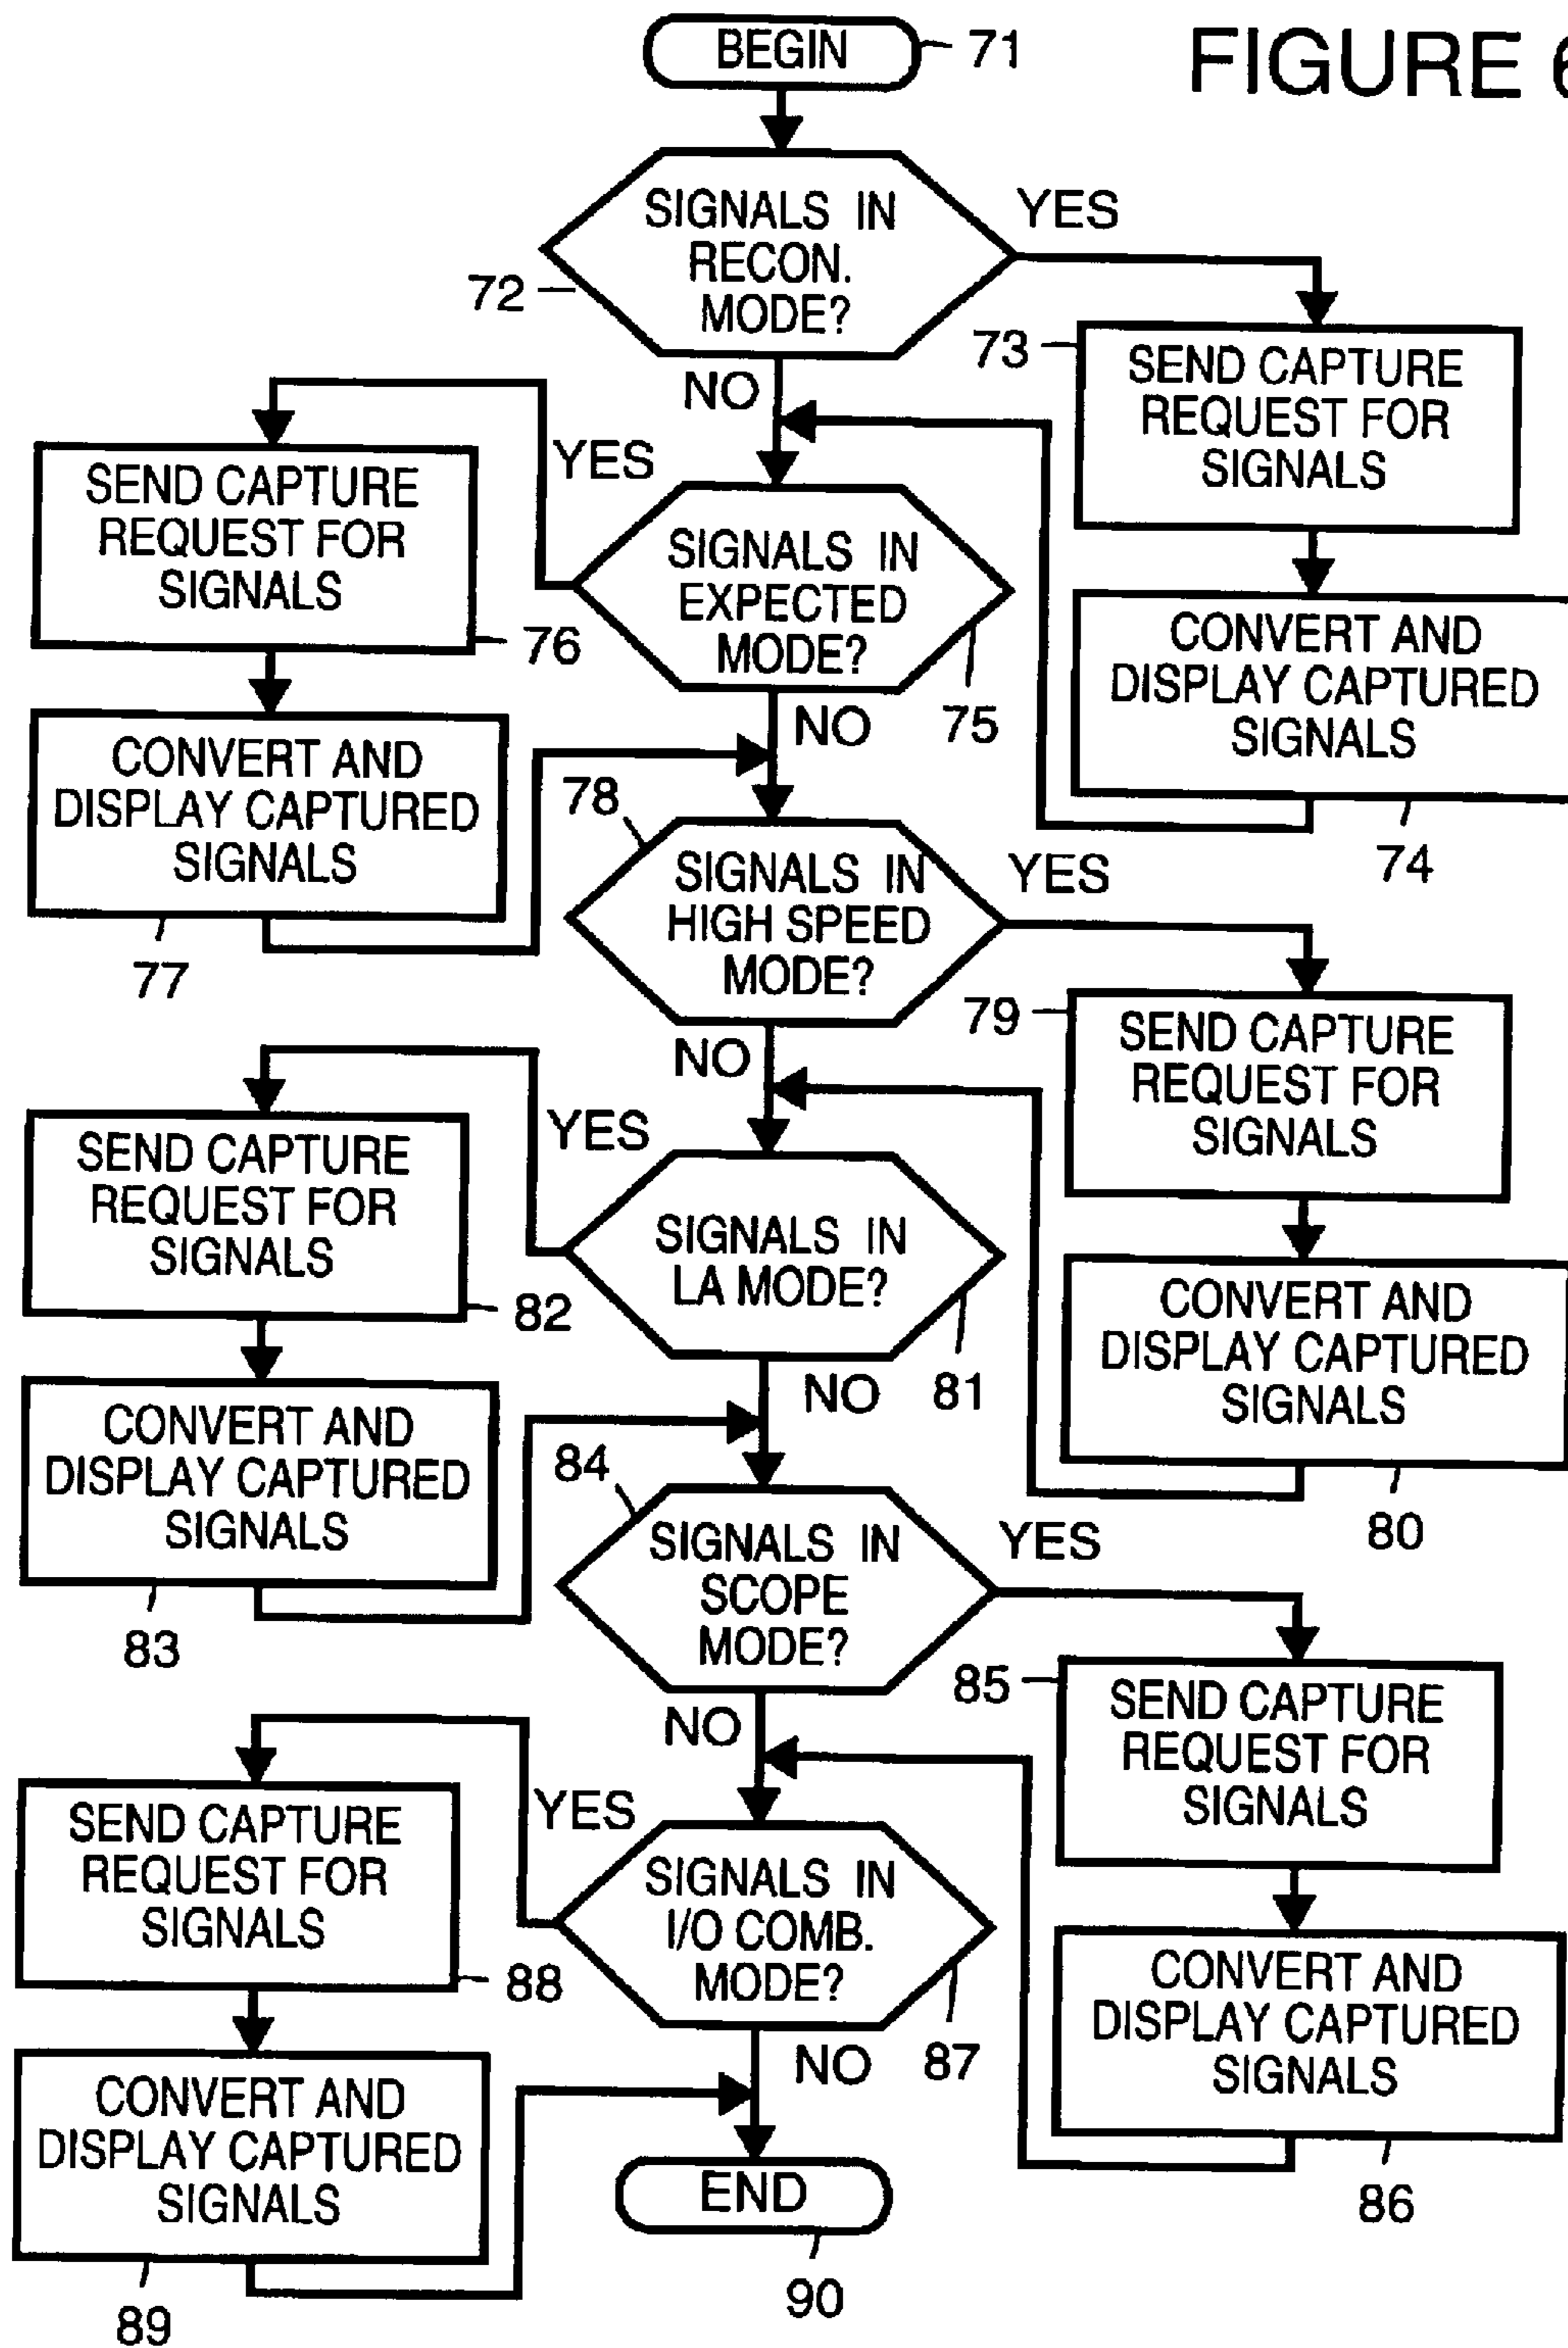 BEGIN
71
FIGURE 6
SIGNALS IN
RECON.
MODE?
72
YES
NO
73
SEND CAPTURE
REQUEST FOR
SIGNALS
CONVERT AND
DISPLAY CAPTURED
SIGNALS
74
SIGNALS IN
EXPECTED
MODE?
75
YES
NO
SEND CAPTURE
REQUEST FOR
SIGNALS
76
CONVERT AND
DISPLAY CAPTURED
SIGNALS
77
78
SIGNALS IN
HIGH SPEED
MODE?
YES
NO
79
SEND CAPTURE
REQUEST FOR
SIGNALS
CONVERT AND
DISPLAY CAPTURED
SIGNALS
80
SIGNALS IN
LA MODE?
81
YES
NO
SEND CAPTURE
REQUEST FOR
SIGNALS
82
CONVERT AND
DISPLAY CAPTURED
SIGNALS
83
84
SIGNALS IN
SCOPE
MODE?
YES
NO
85
SEND CAPTURE
REQUEST FOR
SIGNALS
CONVERT AND
DISPLAY CAPTURED
SIGNALS
86
SIGNALS IN
I/O COMB.
MODE?
87
YES
NO
SEND CAPTURE
REQUEST FOR
SIGNALS
88
CONVERT AND
DISPLAY CAPTURED
SIGNALS
89
END
90